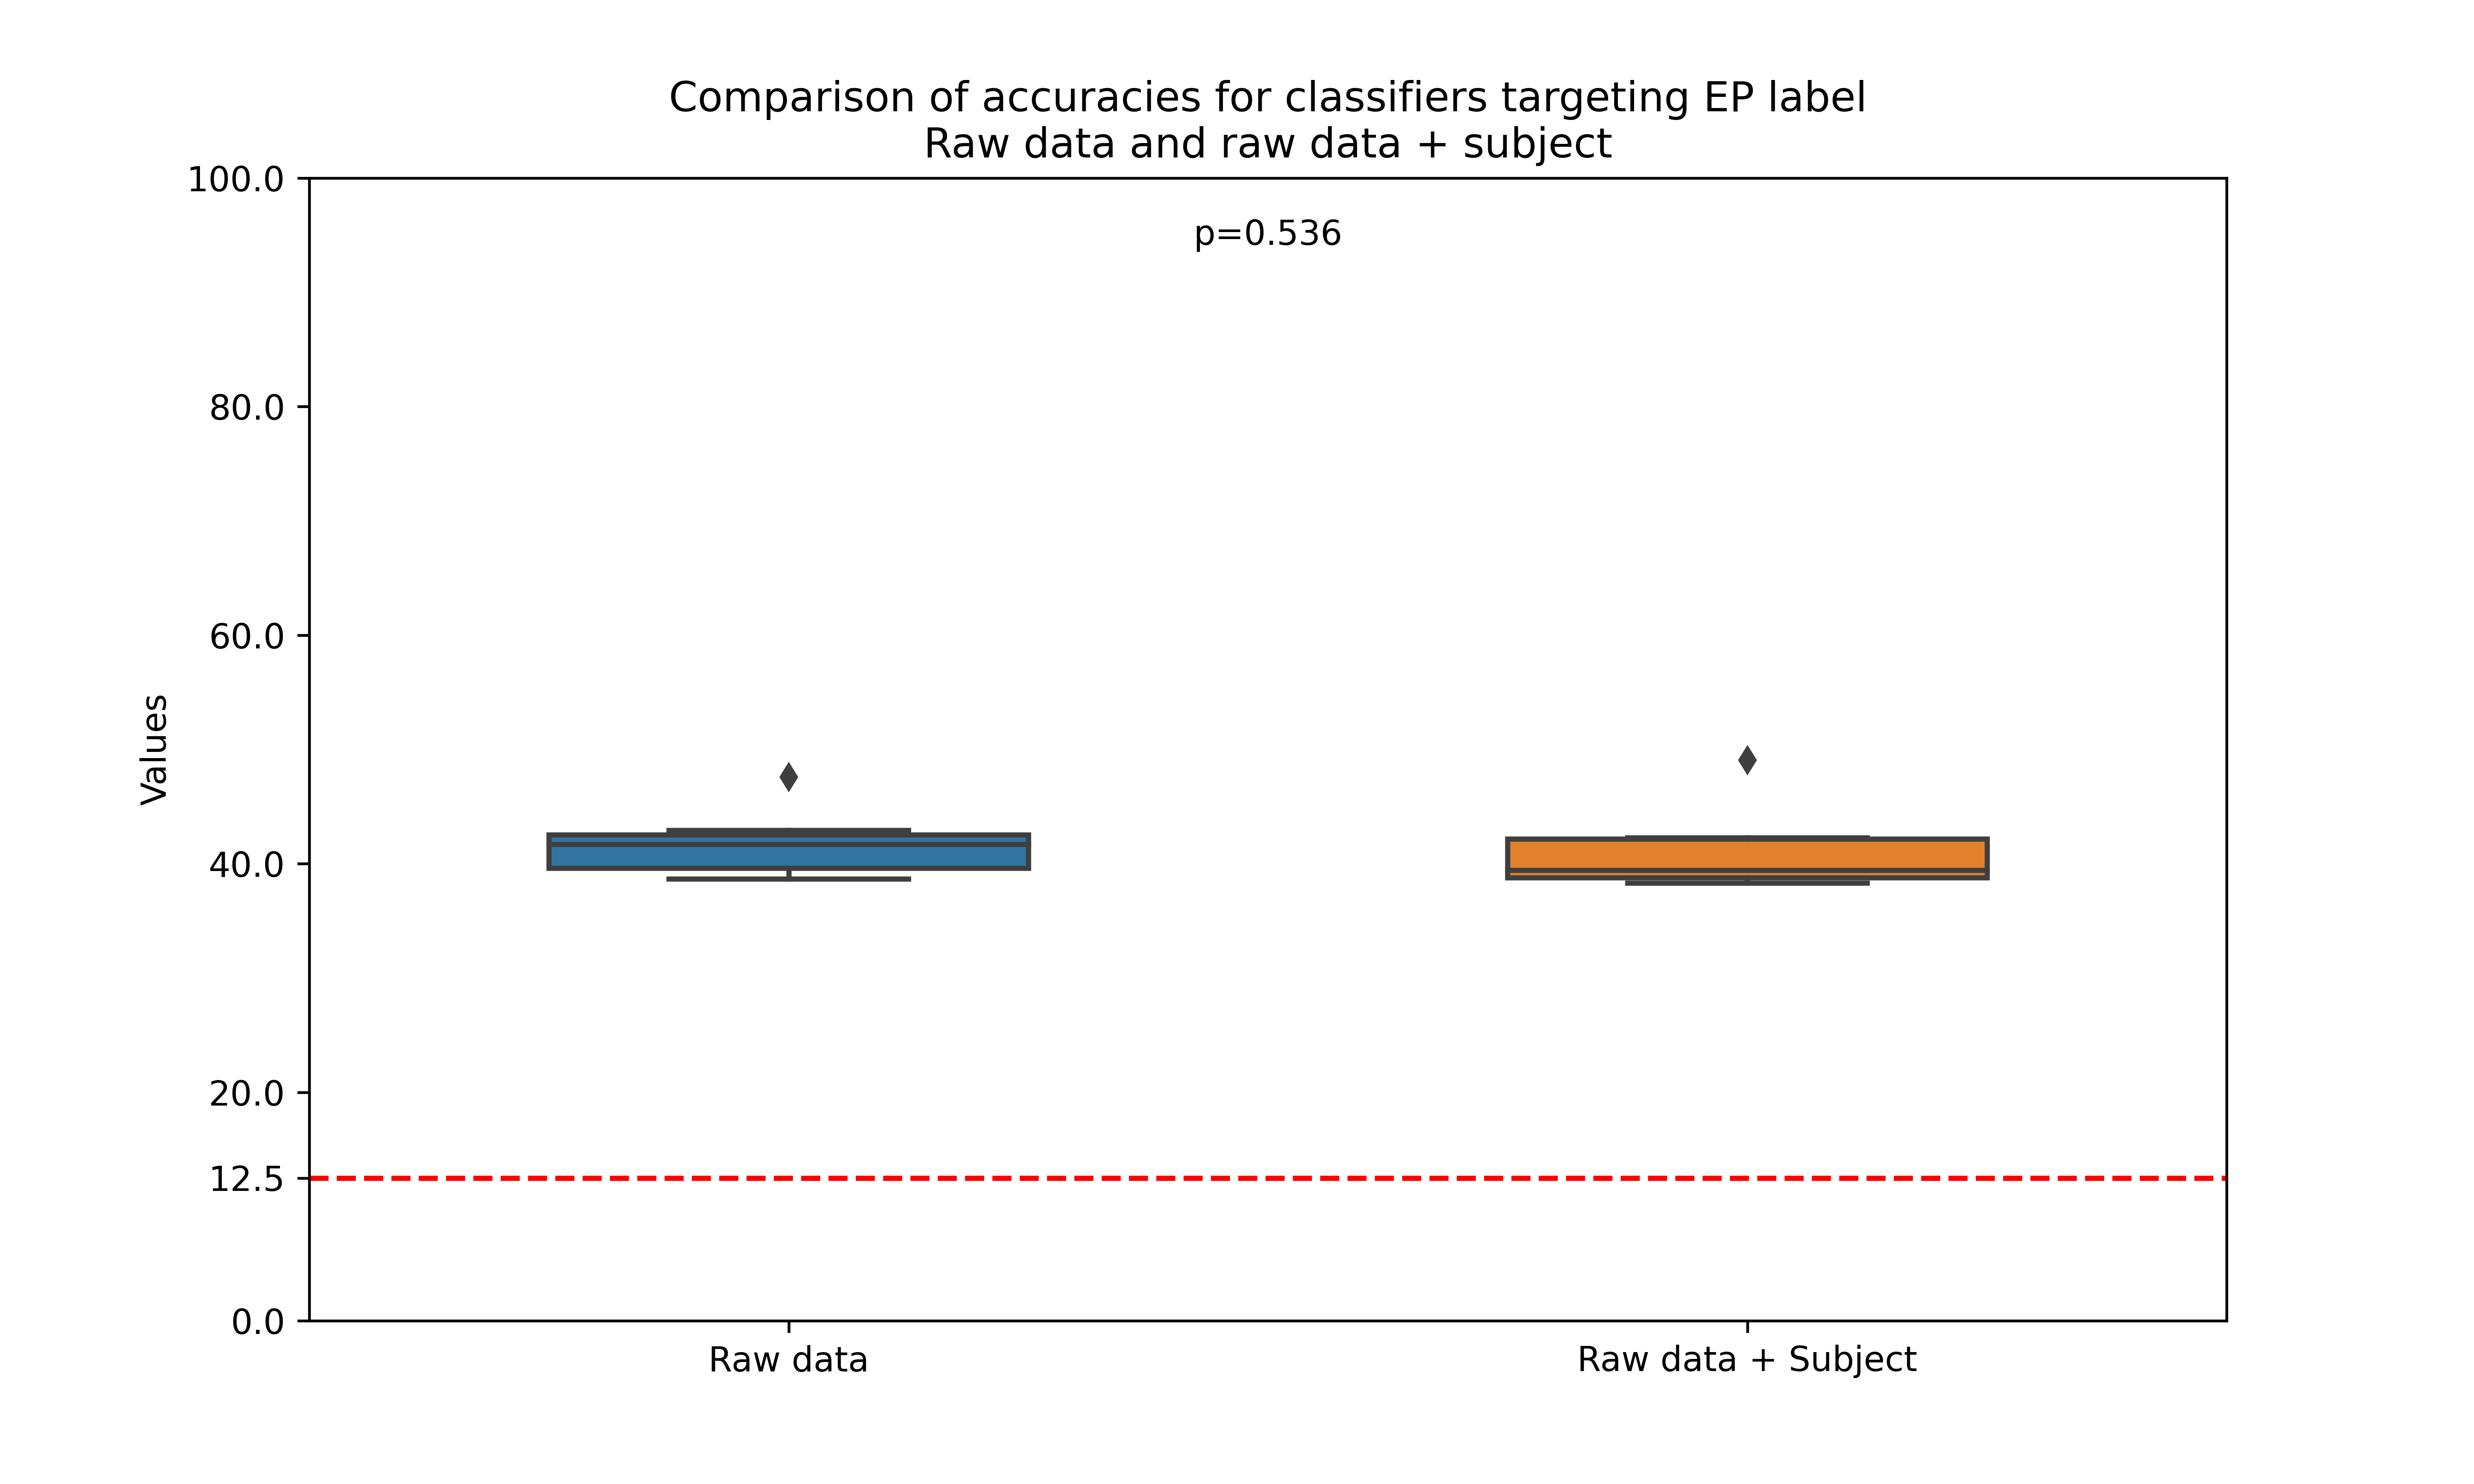 Comparison of accuracies for classifiers targeting EP label
Raw data and raw data + subject
100.0
p=0.536
80.0
60.0
Values
40.0
20.0
12.5
0.0
Raw data
Raw data + Subject